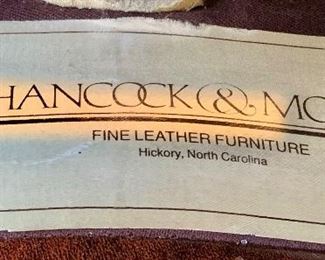 HANCOCK & MO
FINE LEATHER FURNITURE
Hickory, North Carolina